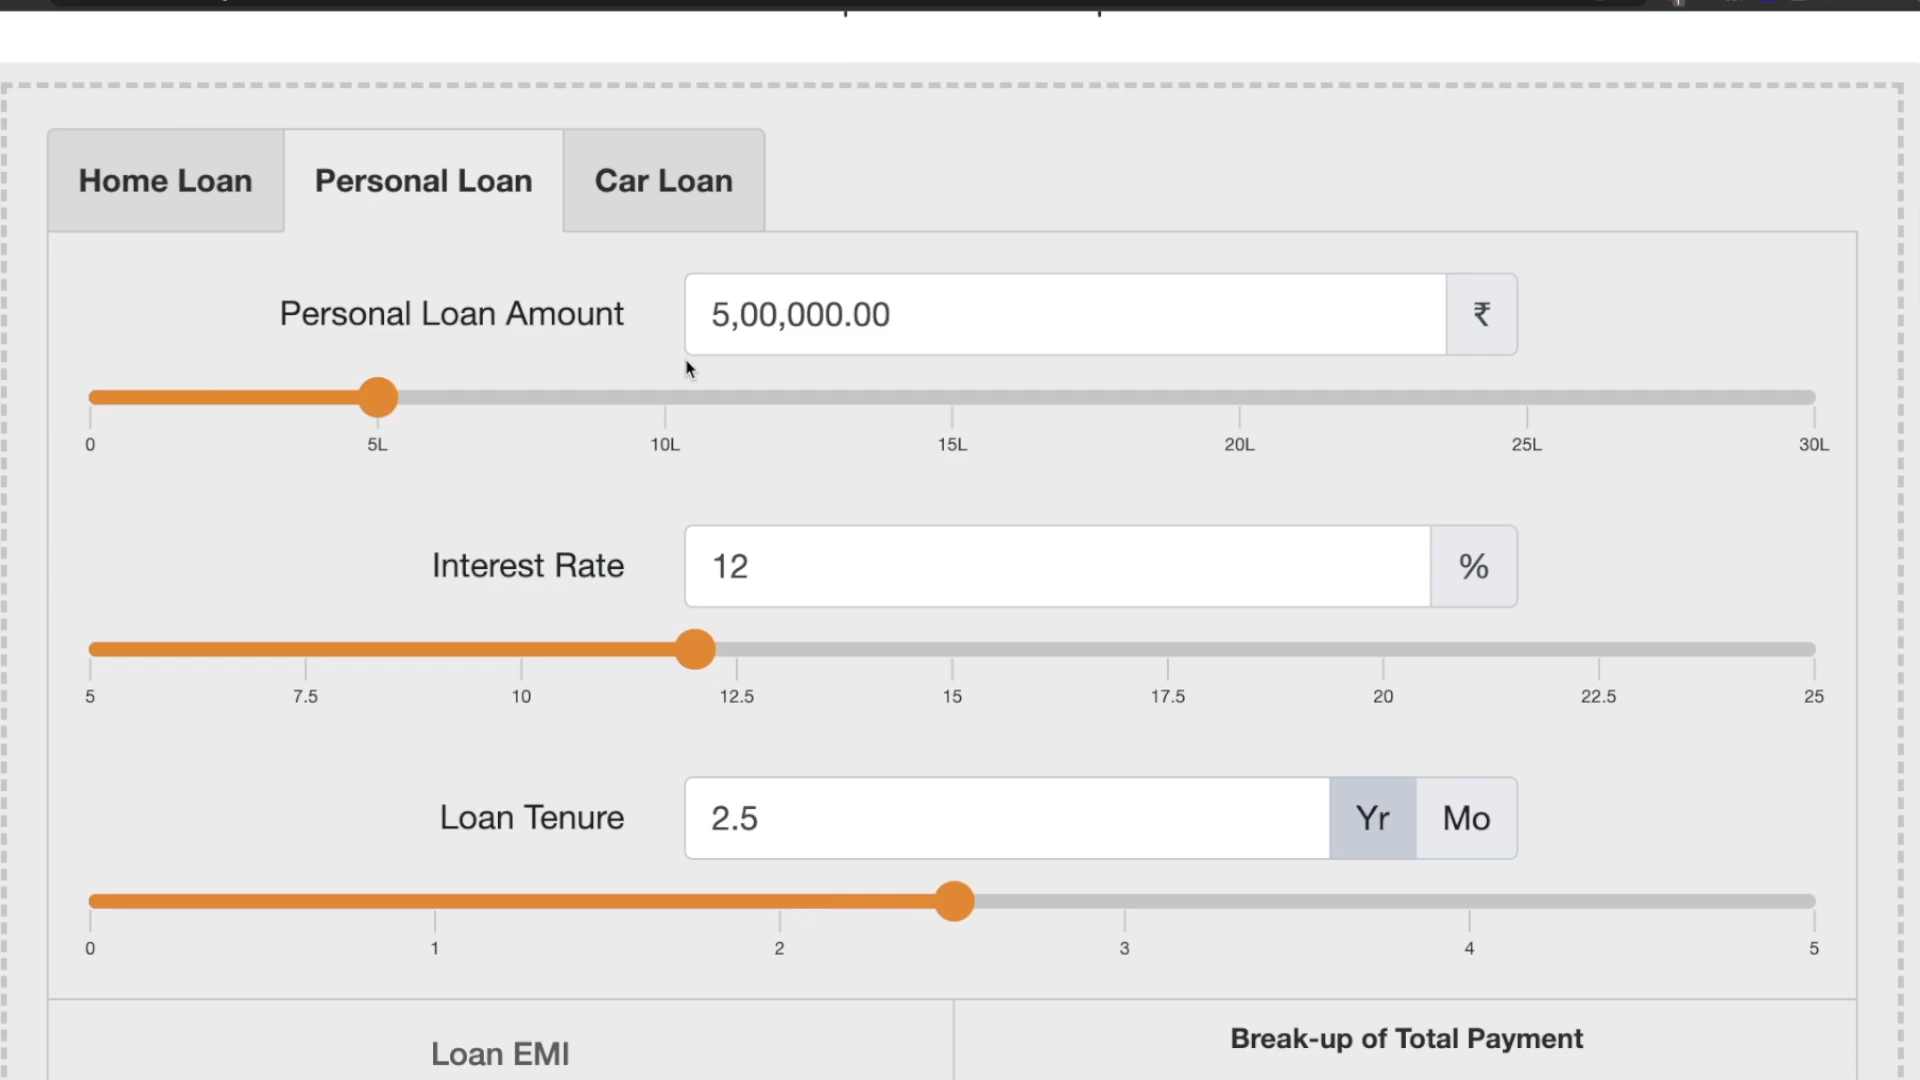 Home Loan Personal Loan Car Loan
Personal Loan Amount 5,00,000.00 ₹
0 5L 10L 15L 20L 25L 30L
Interest Rate 12 %
5 7.5 10 12.5 15 17.5 20 22.5 25
Loan Tenure 2.5 Yr Mo
0 1 2 3 4 5
Loan EMI Break-up of Total Payment